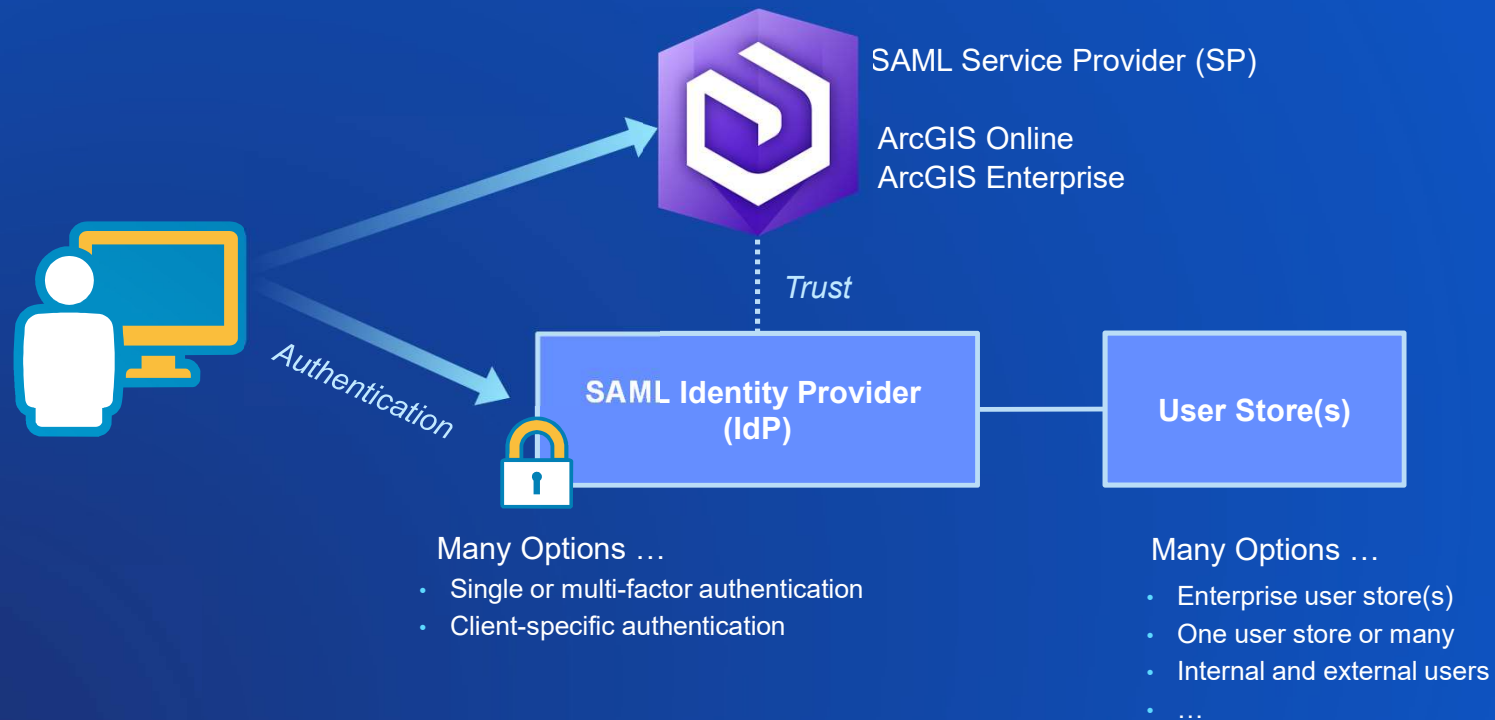 SAML Service Provider (SP)
ArcGIS Online
ArcGIS Enterprise
Trust
Authentication
SAML Identity Provider
(IdP)
User Store(s)
Many Options …
• Single or multi-factor authentication
• Client-specific authentication
Many Options …
• Enterprise user store(s)
• One user store or many
• Internal and external users
• …